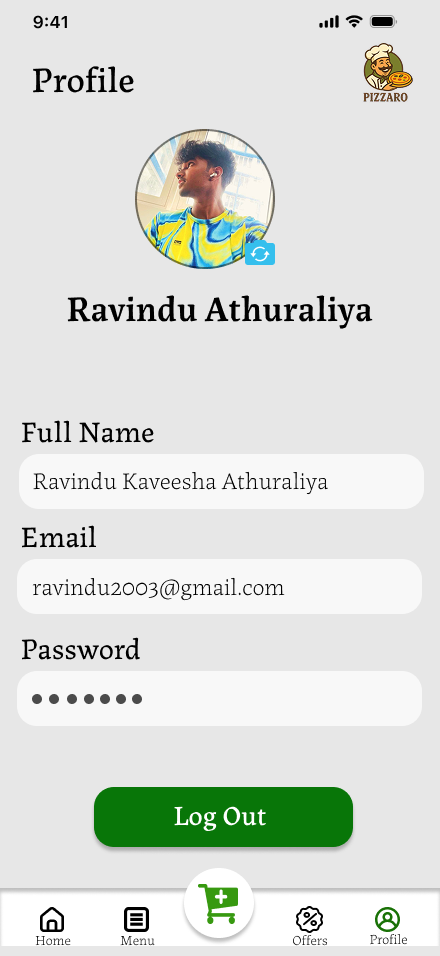 9:41
Profile
PIZZARO
Ravindu Athuraliya
Full Name
Ravindu Kaveesha Athuraliya
Email
ravindu2003@gmail.com
Password
Log Out
Home
Menu
Offers
Profile